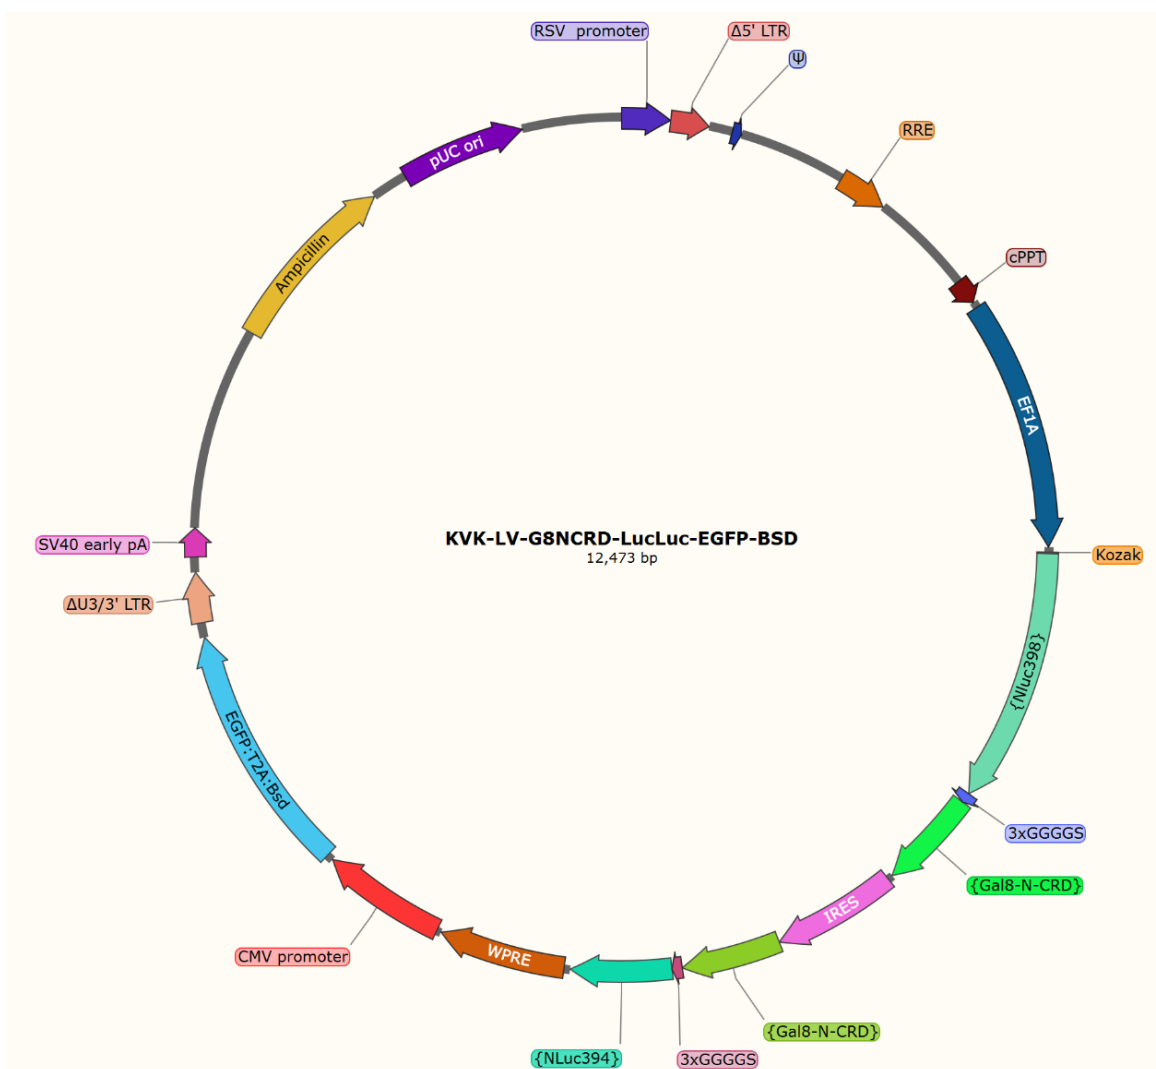 RSV promoter
Δ5' LTR
Ψ
RRE
cPPT
EF1A
Kozak
{Nluc398}
3xGGGGS
{Gal8-N-CRD}
IRES
{Gal8-N-CRD}
3xGGGGS
{NLuc394}
WPRE
CMV promoter
EGFP:T2A:Bsd
ΔU3/3' LTR
SV40 early pA
Ampicillin
pUC ori
KVK-LV-G8NCRD-LucLuc-EGFP-BSD
12,473 bp